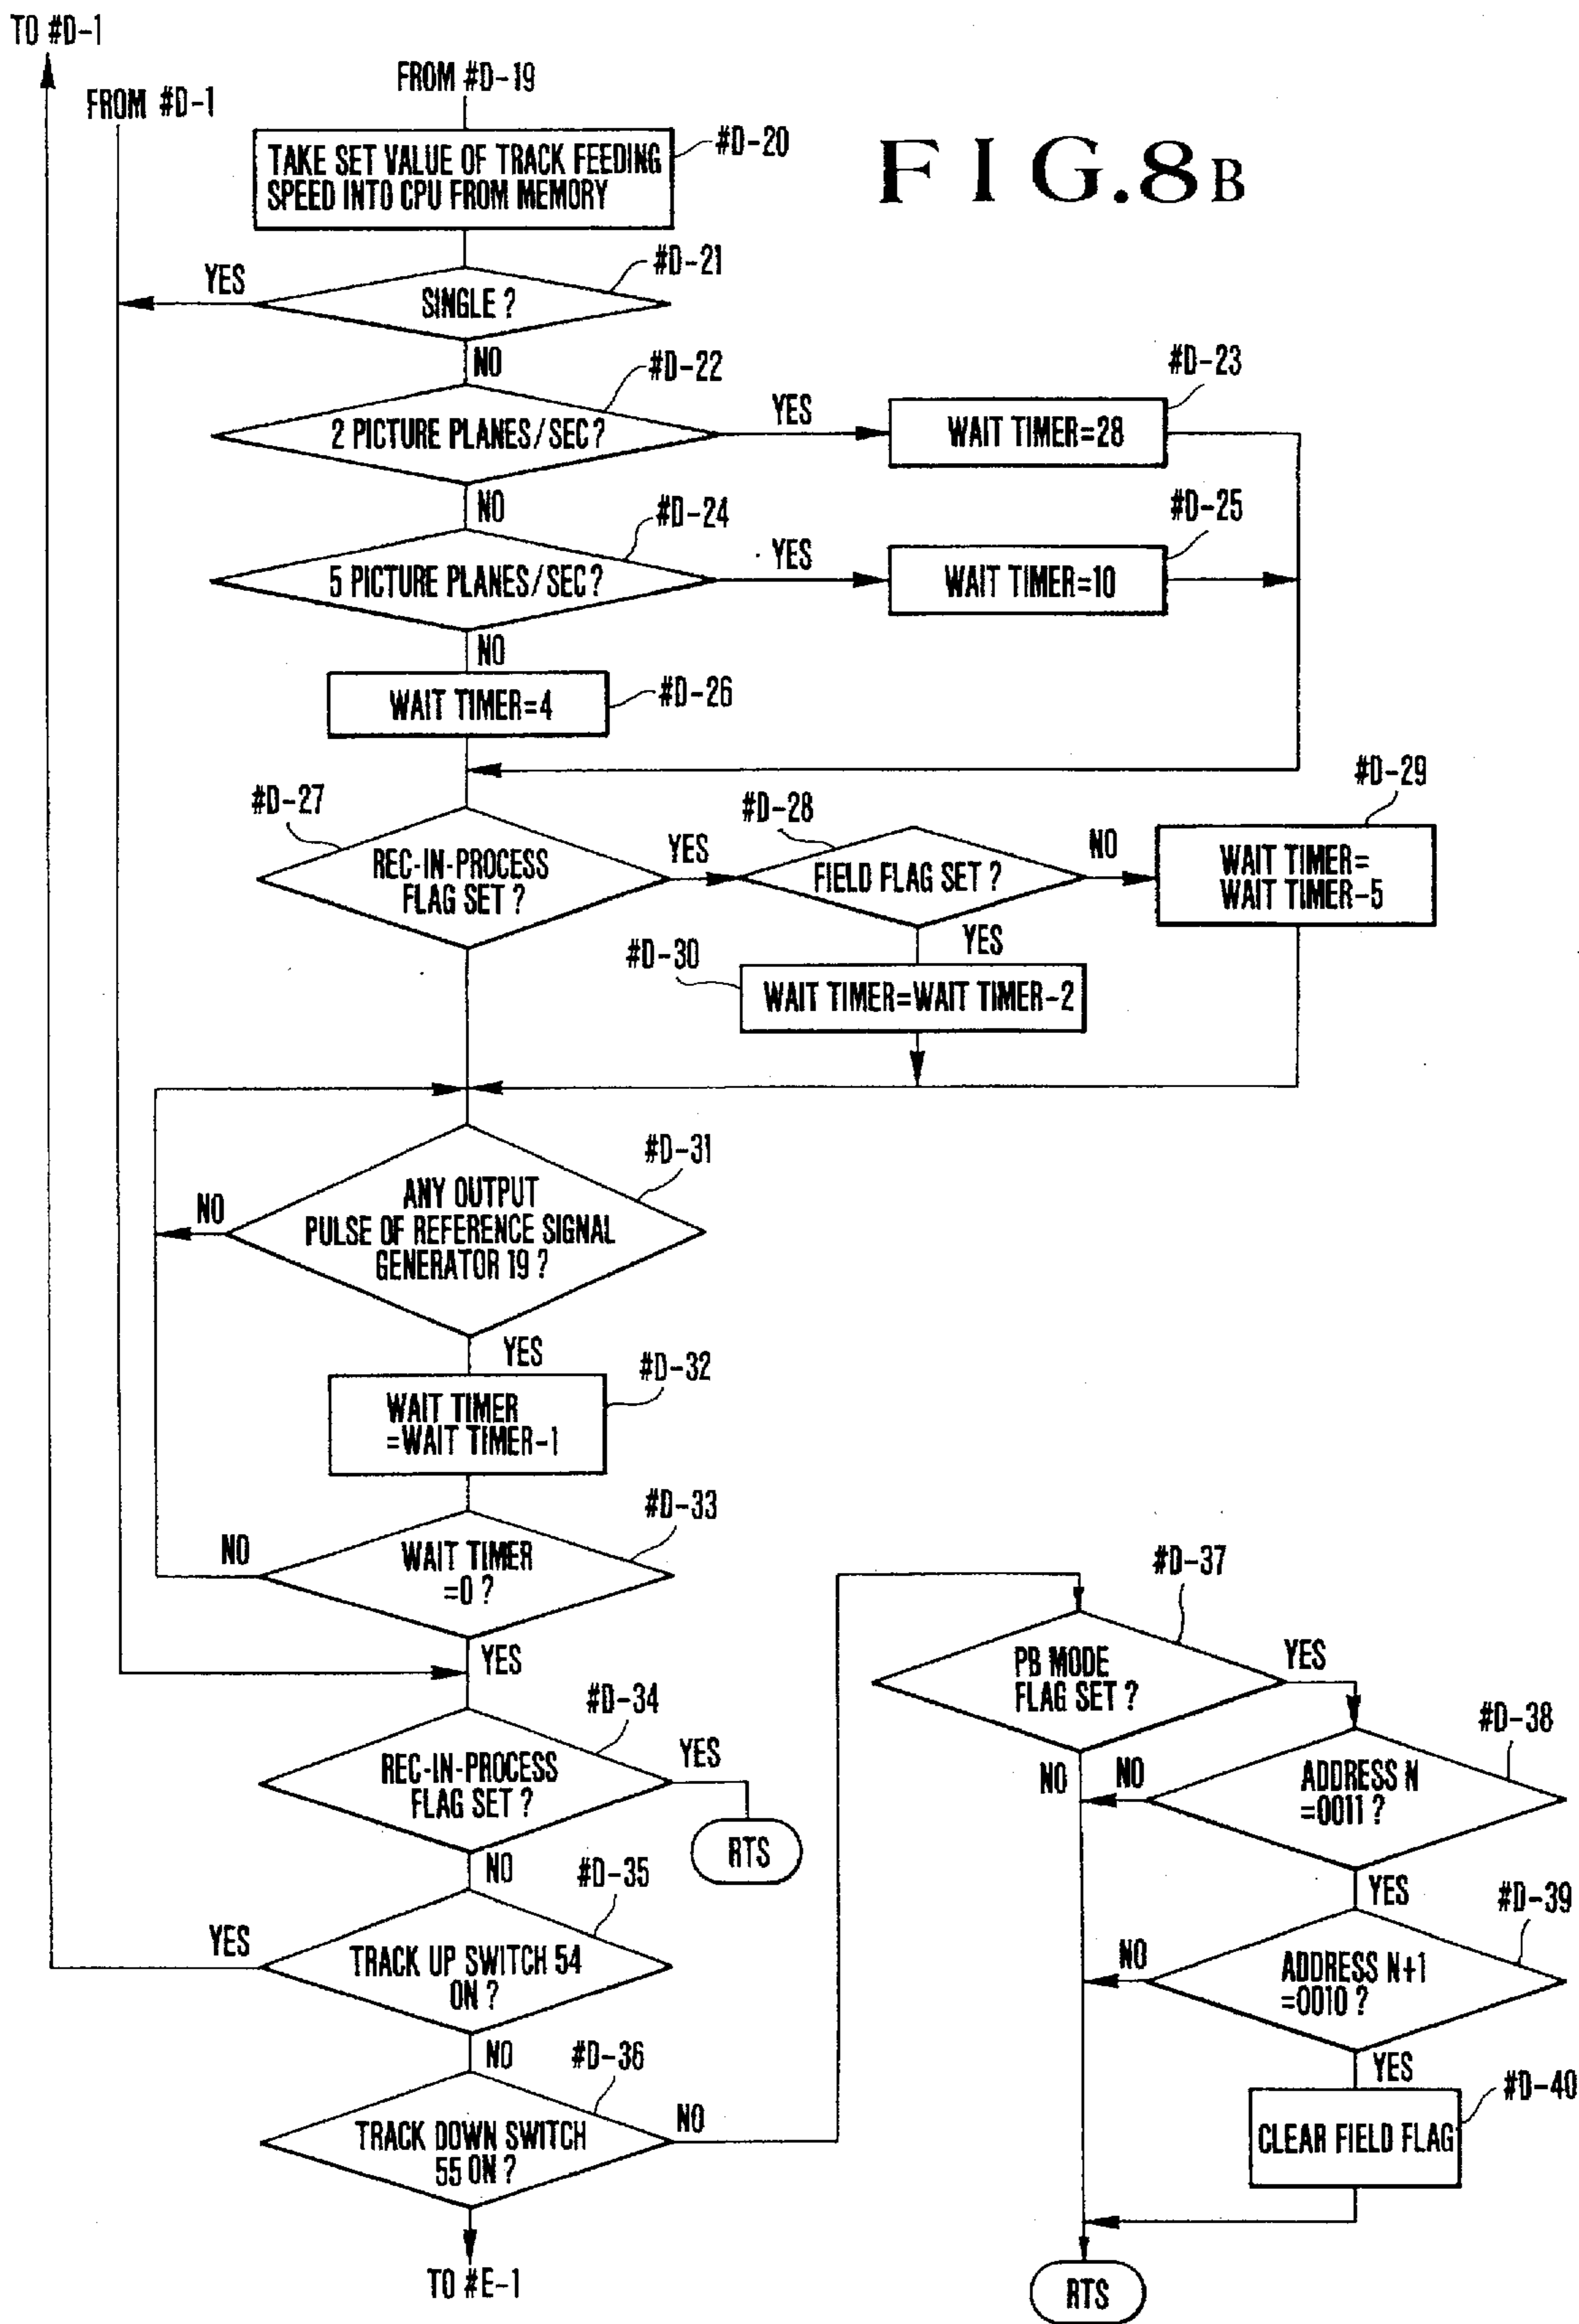 TO #D-1
FROM #D-1
FROM #D-19
FIG.8B
TAKE SET VALUE OF TRACK FEEDING
SPEED INTO CPU FROM MEMORY
#D-20
SINGLE ?
#D-21
YES
NO
2 PICTURE PLANES/SEC?
#D-22
YES
WAIT TIMER=28
#D-23
NO
5 PICTURE PLANES/SEC?
#D-24
YES
WAIT TIMER=10
#D-25
NO
WAIT TIMER=4
#D-26
#D-27
REC-IN-PROCESS
FLAG SET ?
YES
#D-28
FIELD FLAG SET ?
NO
#D-29
WAIT TIMER=
WAIT TIMER-5
YES
#D-30
WAIT TIMER=WAIT TIMER-2
#D-31
ANY OUTPUT
PULSE OF REFERENCE SIGNAL
GENERATOR 19 ?
NO
YES
#D-32
WAIT TIMER
=WAIT TIMER-1
#D-33
WAIT TIMER
=0 ?
NO
YES
#D-34
REC-IN-PROCESS
FLAG SET ?
YES
RTS
NO
#D-35
TRACK UP SWITCH 54
ON ?
YES
NO
#D-36
TRACK DOWN SWITCH
55 ON ?
NO
TO #E-1
#D-37
PB MODE
FLAG SET ?
YES
NO
#D-38
ADDRESS N
=0011 ?
NO
YES
#D-39
ADDRESS N+1
=0010 ?
NO
YES
#D-40
CLEAR FIELD FLAG
RTS